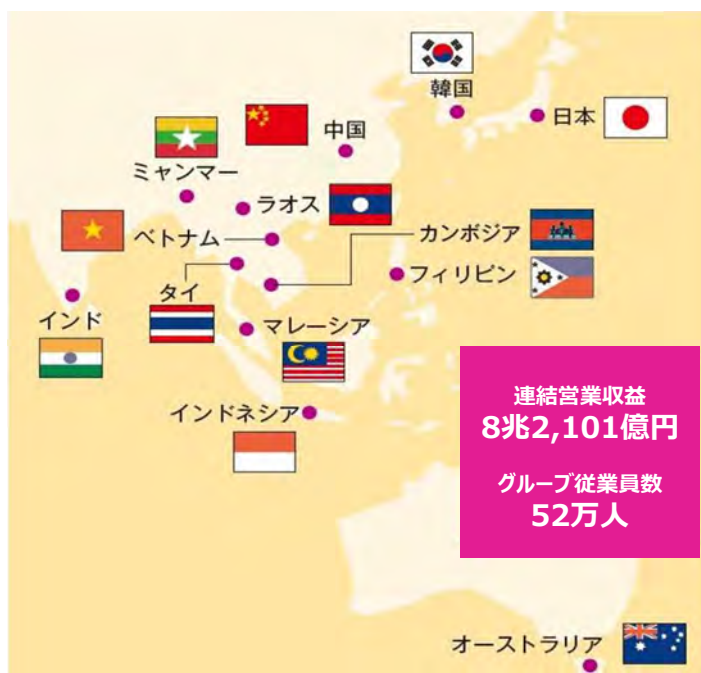 韓国
日本
中国
ミャンマー
ラオス
ベトナム
カンボジア
フィリピン
タイ
インド
マレーシア
インドネシア
連結営業収益
8兆2,101億円
グループ従業員数
52万人
オーストラリア